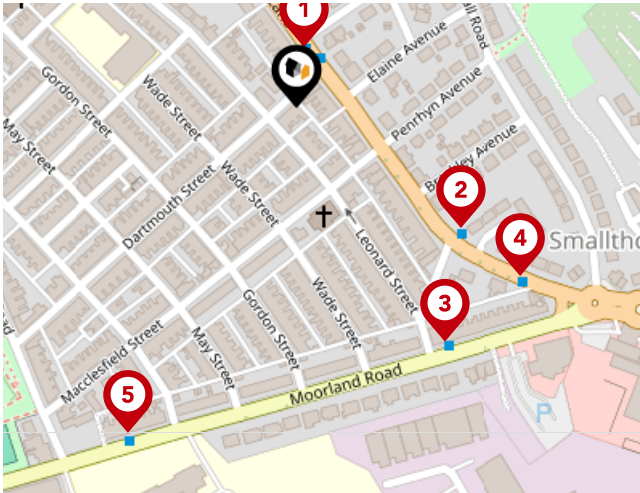 1
Elaine Avenue
Gordon Street
Wade Street
Penrhyn Avenue
May Street
Dartmouth Street
Wade Street
2
4
Smalltho
Leonard Street
3
Gordon Street
Wade Street
May Street
Macclesfield Street
Moorland Road
5
P